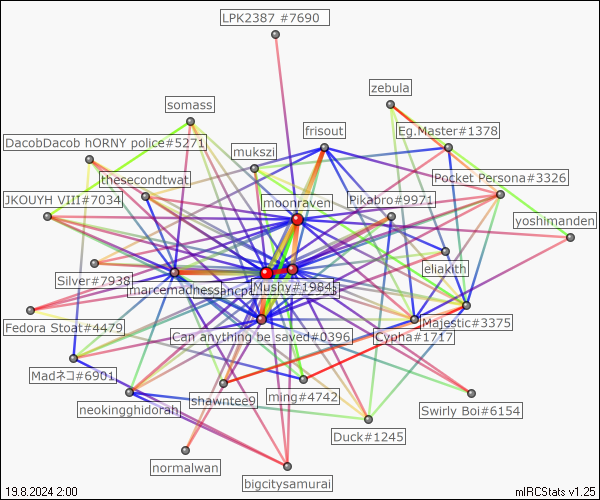 LPK2387 #7690
zebula
somass
frisout
Eg.Master#1378
DacobDacob hORNY police#5271
mukszi
thesecondtwat
Pocket Persona#3326
JKOUYH VIII#7034
moonraven
Pikabro#9971
yoshimanden
eliakith
Silver#7938
marcemadness
Mushy#1984
Fedora Stoat#4479
Can anything be saved#0396
Cypha#1717
Majestic#3375
Madネコ#6901
shawntee9
ming#4742
neokingghidorah
Swirly Boi#6154
Duck#1245
normalwan
bigcitysamurai
19.8.2024 2:00
mIRCStats v1.25